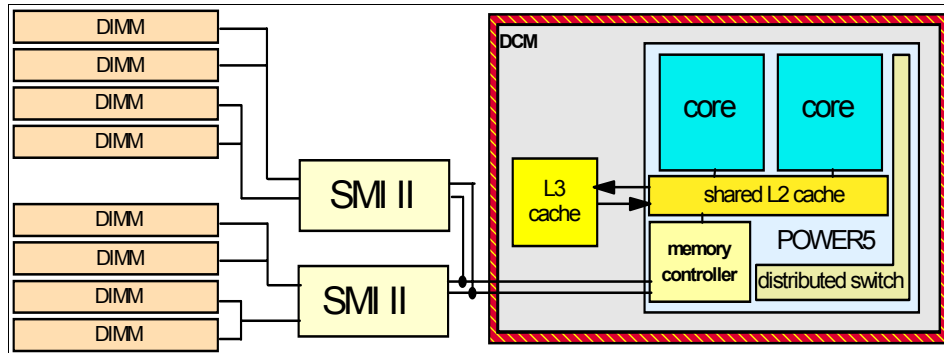 DIMM
DIMM
DIMM
DIMM
DIMM
DIMM
DIMM
DIMM
SMI II
SMI II
DCM
core
core
L3
cache
shared L2 cache
memory
controller
POWER5
distributed switch